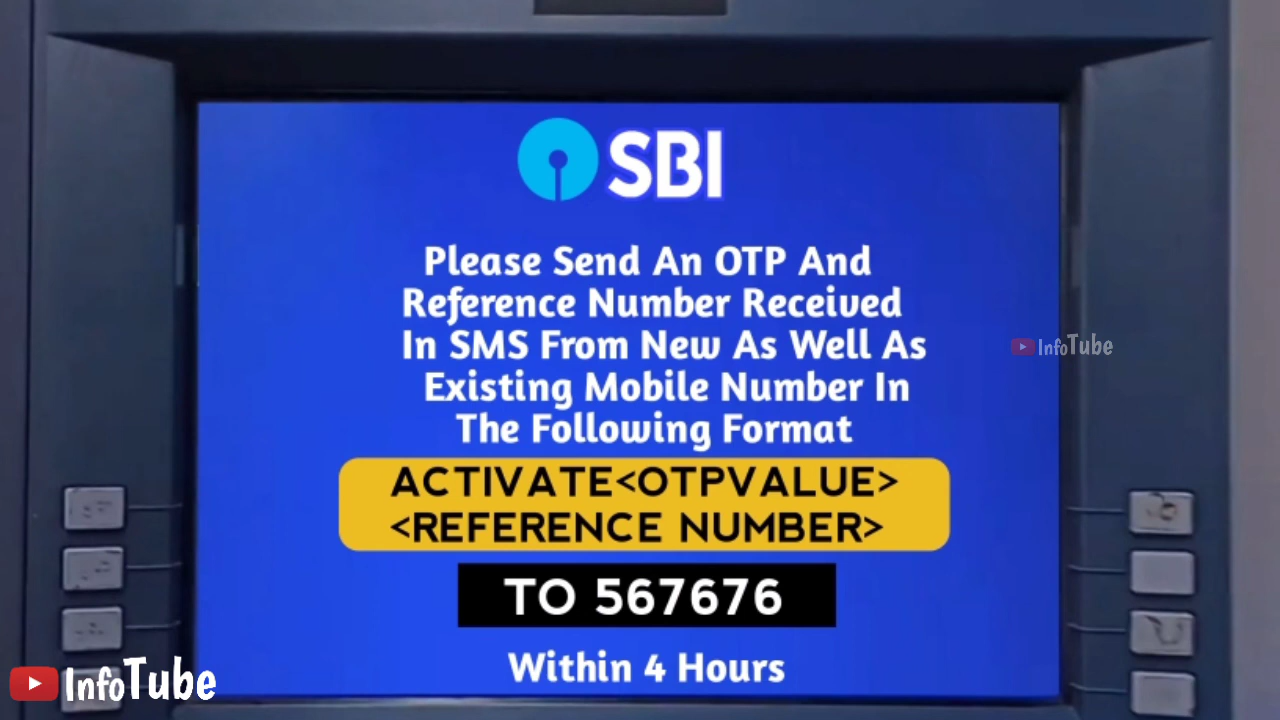 SBI
Please Send An OTP And
Reference Number Received
In SMS From New As Well As
Existing Mobile Number In
The Following Format
ACTIVATE<OTPVALUE>
<REFERENCE NUMBER>
TO 567676
Within 4 Hours
InfoTube
InfoTube